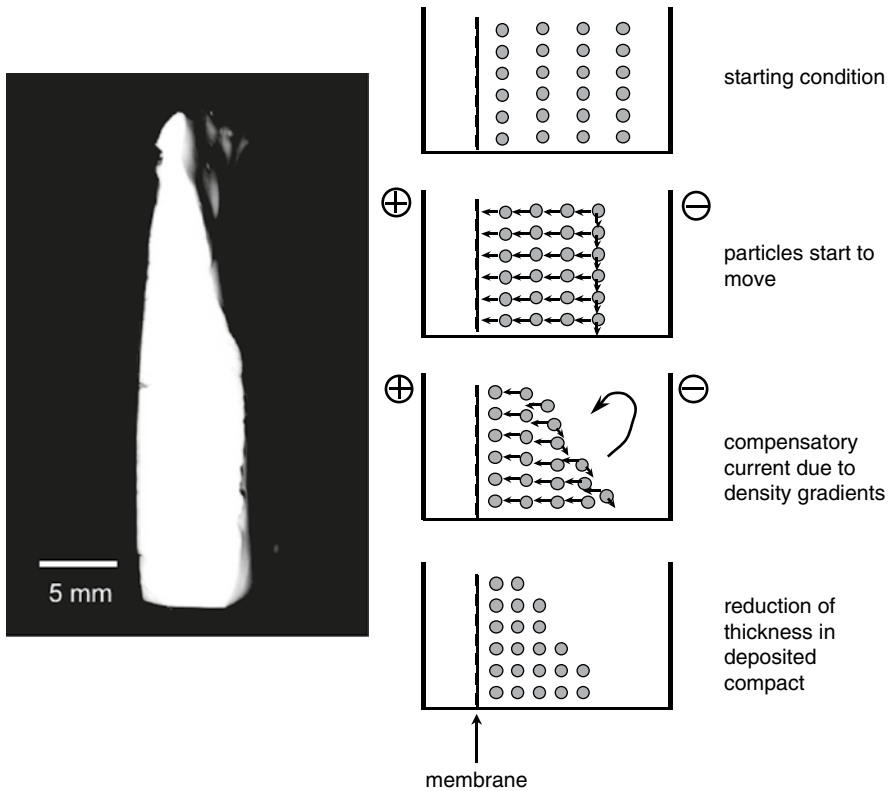 starting condition
particles start to
move
compensatory
current due to
density gradients
5 mm
reduction of
thickness in
deposited
compact
membrane